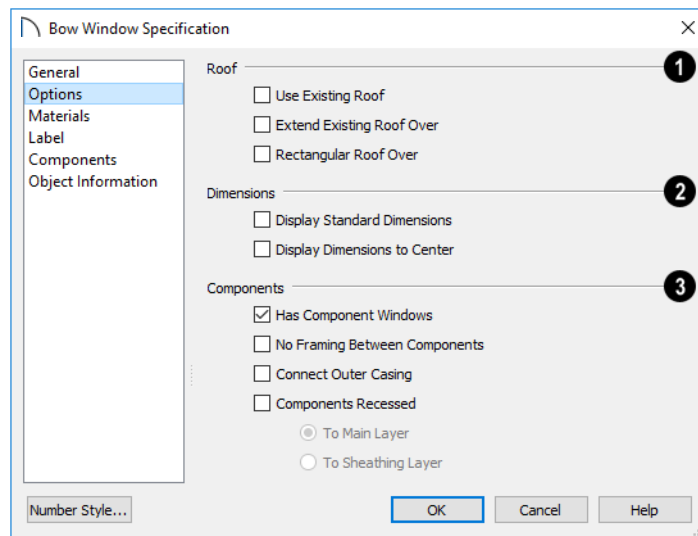 Bow Window Specification
General
Options
Materials
Label
Components
Object Information
Roof
1
Use Existing Roof
Extend Existing Roof Over
Rectangular Roof Over
Dimensions
2
Display Standard Dimensions
Display Dimensions to Center
Components
3
Has Component Windows
No Framing Between Components
Connect Outer Casing
Components Recessed
To Main Layer
To Sheathing Layer
Number Style...
OK
Cancel
Help